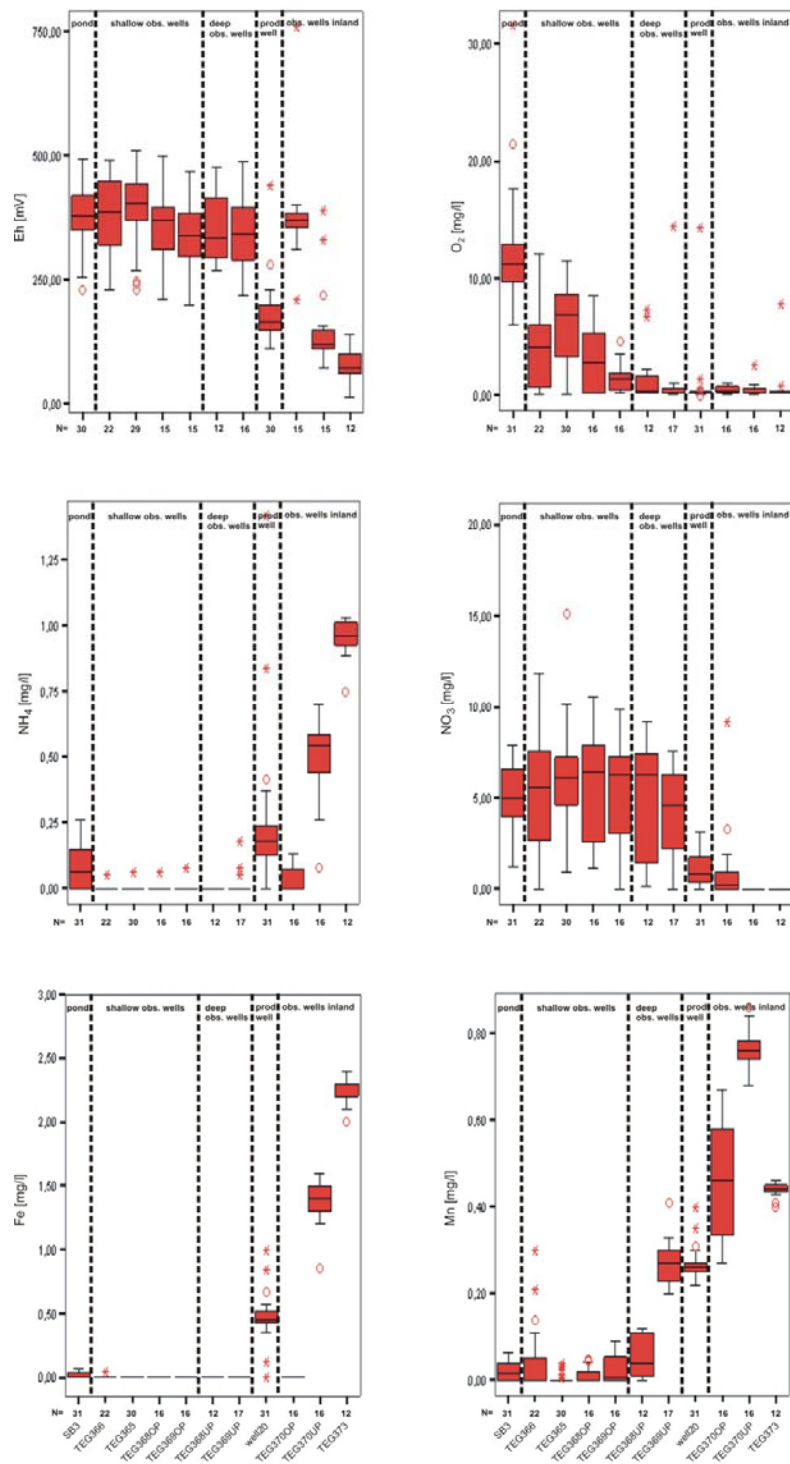 pond shallow obs. wells deep obs. wells prod well obs. wells inland
750,00
500,00
250,00
0,00
Eh [mV]
N= 30 22 29 15 15 12 16 30 15 15 12
pond shallow obs. wells deep obs. wells prod well obs. wells inland
30,00
20,00
10,00
0,00
O₂ [mg/l]
N= 31 22 30 16 16 12 17 31 16 16 12
pond shallow obs. wells deep obs. wells prod well obs. wells inland
1,25
1,00
0,75
0,50
0,25
0,00
NH₄ [mg/l]
N= 31 22 30 16 16 12 17 31 16 16 12
pond shallow obs. wells deep obs. wells prod well obs. wells inland
20,00
15,00
10,00
5,00
0,00
NO₃ [mg/l]
N= 31 22 30 16 16 12 17 31 16 16 12
pond shallow obs. wells deep obs. wells prod well obs. wells inland
3,00
2,50
2,00
1,50
1,00
0,50
0,00
Fe [mg/l]
N= 31 22 30 16 16 12 17 31 16 16 12
SB3 TEG366 TEG365 TEG368OP TEG369OP TEG368UP TEG369UP well20 TEG370OP TEG370UP TEG373
pond shallow obs. wells deep obs. wells prod well obs. wells inland
0,80
0,60
0,40
0,20
0,00
Mn [mg/l]
N= 31 22 30 16 16 12 17 31 16 16 12
SB3 TEG366 TEG365 TEG368OP TEG369OP TEG368UP TEG369UP well20 TEG370OP TEG370UP TEG373